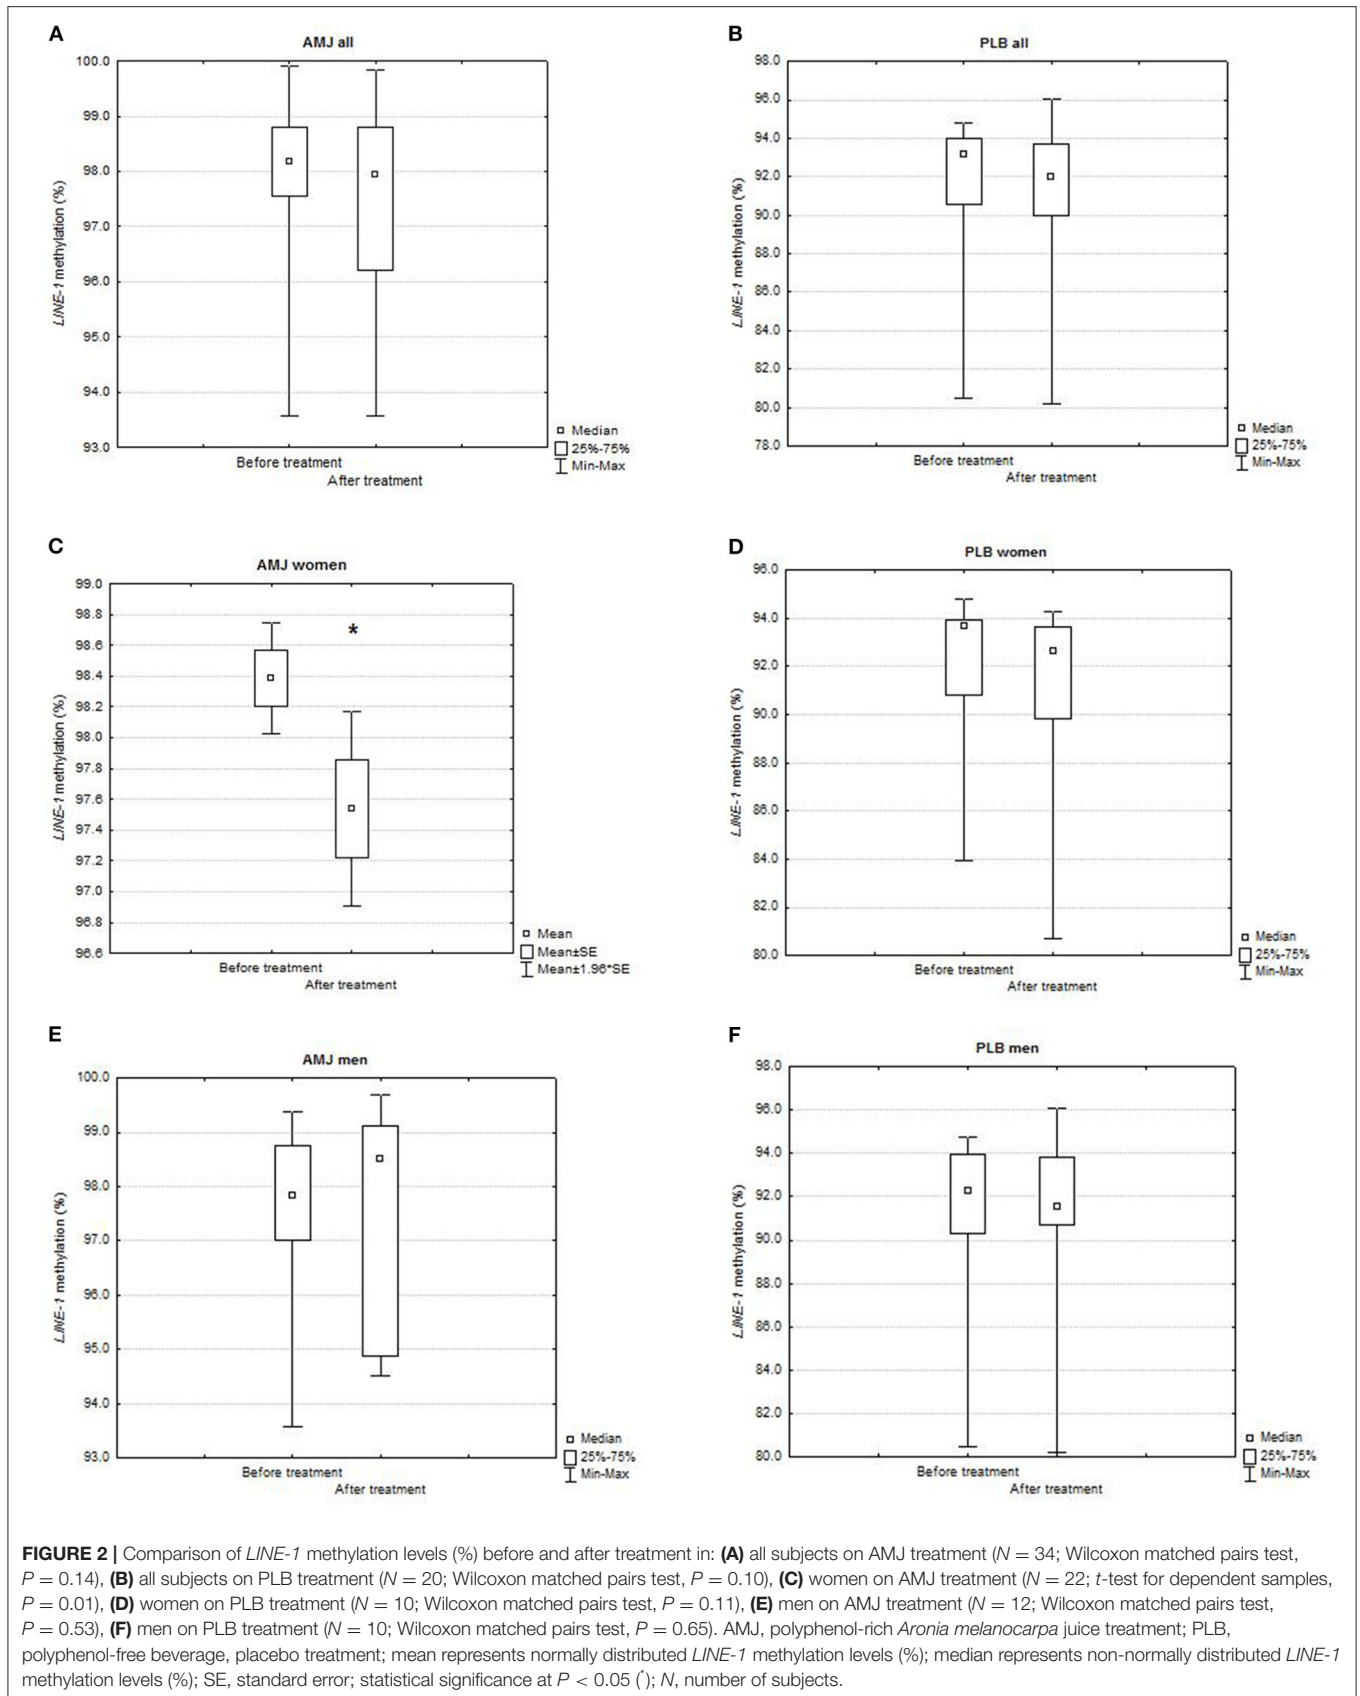 A
AMJ all
LINE-1 methylation (%)
100.0
99.0
98.0
97.0
96.0
95.0
94.0
93.0
Before treatment
After treatment
Median
25%-75%
Min-Max
B
PLB all
LINE-1 methylation (%)
98.0
96.0
94.0
92.0
90.0
88.0
86.0
84.0
82.0
80.0
78.0
Before treatment
After treatment
Median
25%-75%
Min-Max
C
AMJ women
LINE-1 methylation (%)
99.0
98.8
98.6
98.4
98.2
98.0
97.8
97.6
97.4
97.2
97.0
96.8
96.6
*
Before treatment
After treatment
Mean
Mean±SE
Mean±1.96*SE
D
PLB women
LINE-1 methylation (%)
96.0
94.0
92.0
90.0
88.0
86.0
84.0
82.0
80.0
Before treatment
After treatment
Median
25%-75%
Min-Max
E
AMJ men
LINE-1 methylation (%)
100.0
99.0
98.0
97.0
96.0
95.0
94.0
93.0
Before treatment
After treatment
Median
25%-75%
Min-Max
F
PLB men
LINE-1 methylation (%)
98.0
96.0
94.0
92.0
90.0
88.0
86.0
84.0
82.0
80.0
Before treatment
After treatment
Median
25%-75%
Min-Max
FIGURE 2 | Comparison of LINE-1 methylation levels (%) before and after treatment in: (A) all subjects on AMJ treatment (N = 34; Wilcoxon matched pairs test,
P = 0.14), (B) all subjects on PLB treatment (N = 20; Wilcoxon matched pairs test, P = 0.10), (C) women on AMJ treatment (N = 22; t-test for dependent samples,
P = 0.01), (D) women on PLB treatment (N = 10; Wilcoxon matched pairs test, P = 0.11), (E) men on AMJ treatment (N = 12; Wilcoxon matched pairs test,
P = 0.53), (F) men on PLB treatment (N = 10; Wilcoxon matched pairs test, P = 0.65). AMJ, polyphenol-rich Aronia melanocarpa juice treatment; PLB,
polyphenol-free beverage, placebo treatment; mean represents normally distributed LINE-1 methylation levels (%); median represents non-normally distributed LINE-1
methylation levels (%); SE, standard error; statistical significance at P < 0.05 (*); N, number of subjects.